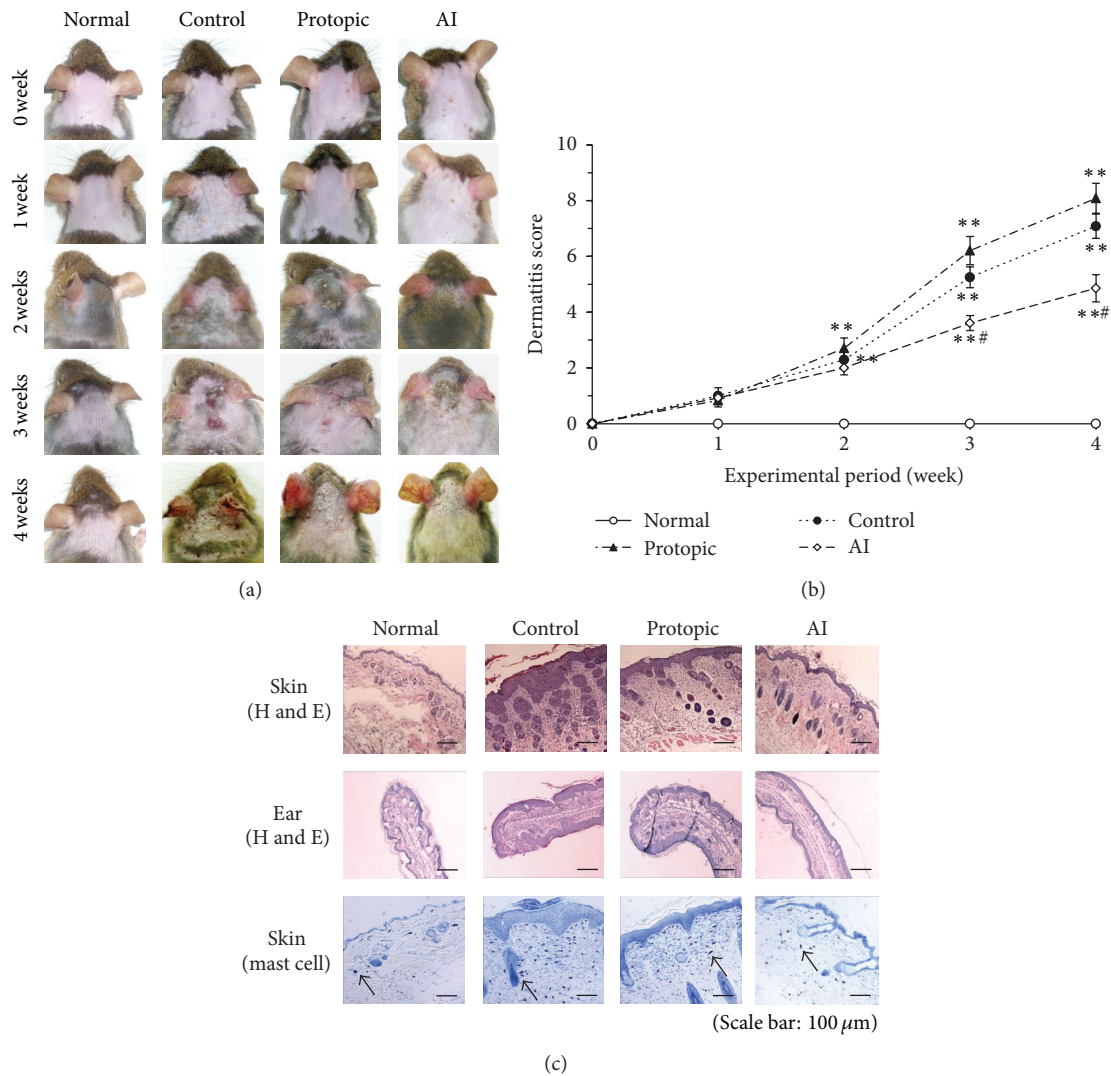 Normal Control Protopic AI
0 week
1 week
2 weeks
3 weeks
4 weeks
(a)
10
8
6
4
2
0
Dermatitis score
**
**
**
**
**#
**
**
**#
0 1 2 3 4
Experimental period (week)
Normal Control
Protopic AI
(b)
Normal Control Protopic AI
Skin
(H and E)
Ear
(H and E)
Skin
(mast cell)
(Scale bar: 100 μm)
(c)